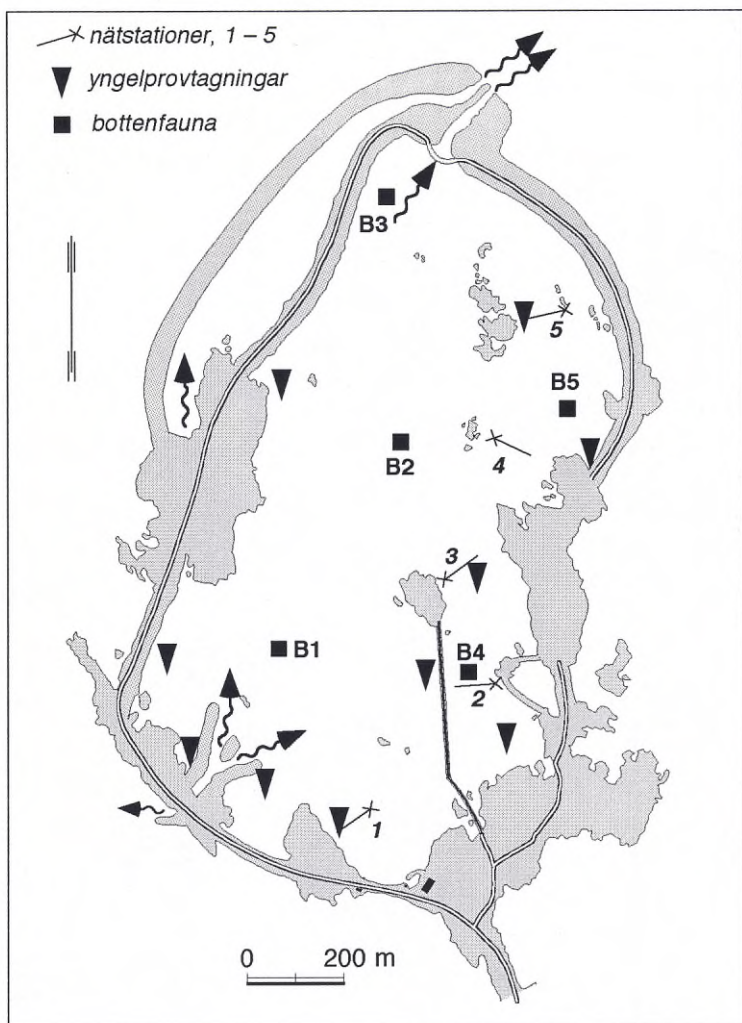 nätstationer, 1 – 5
yngelprovtagningar
bottenfauna
B3
5
B5
B2
4
3
B1
B4
2
1
0 200 m